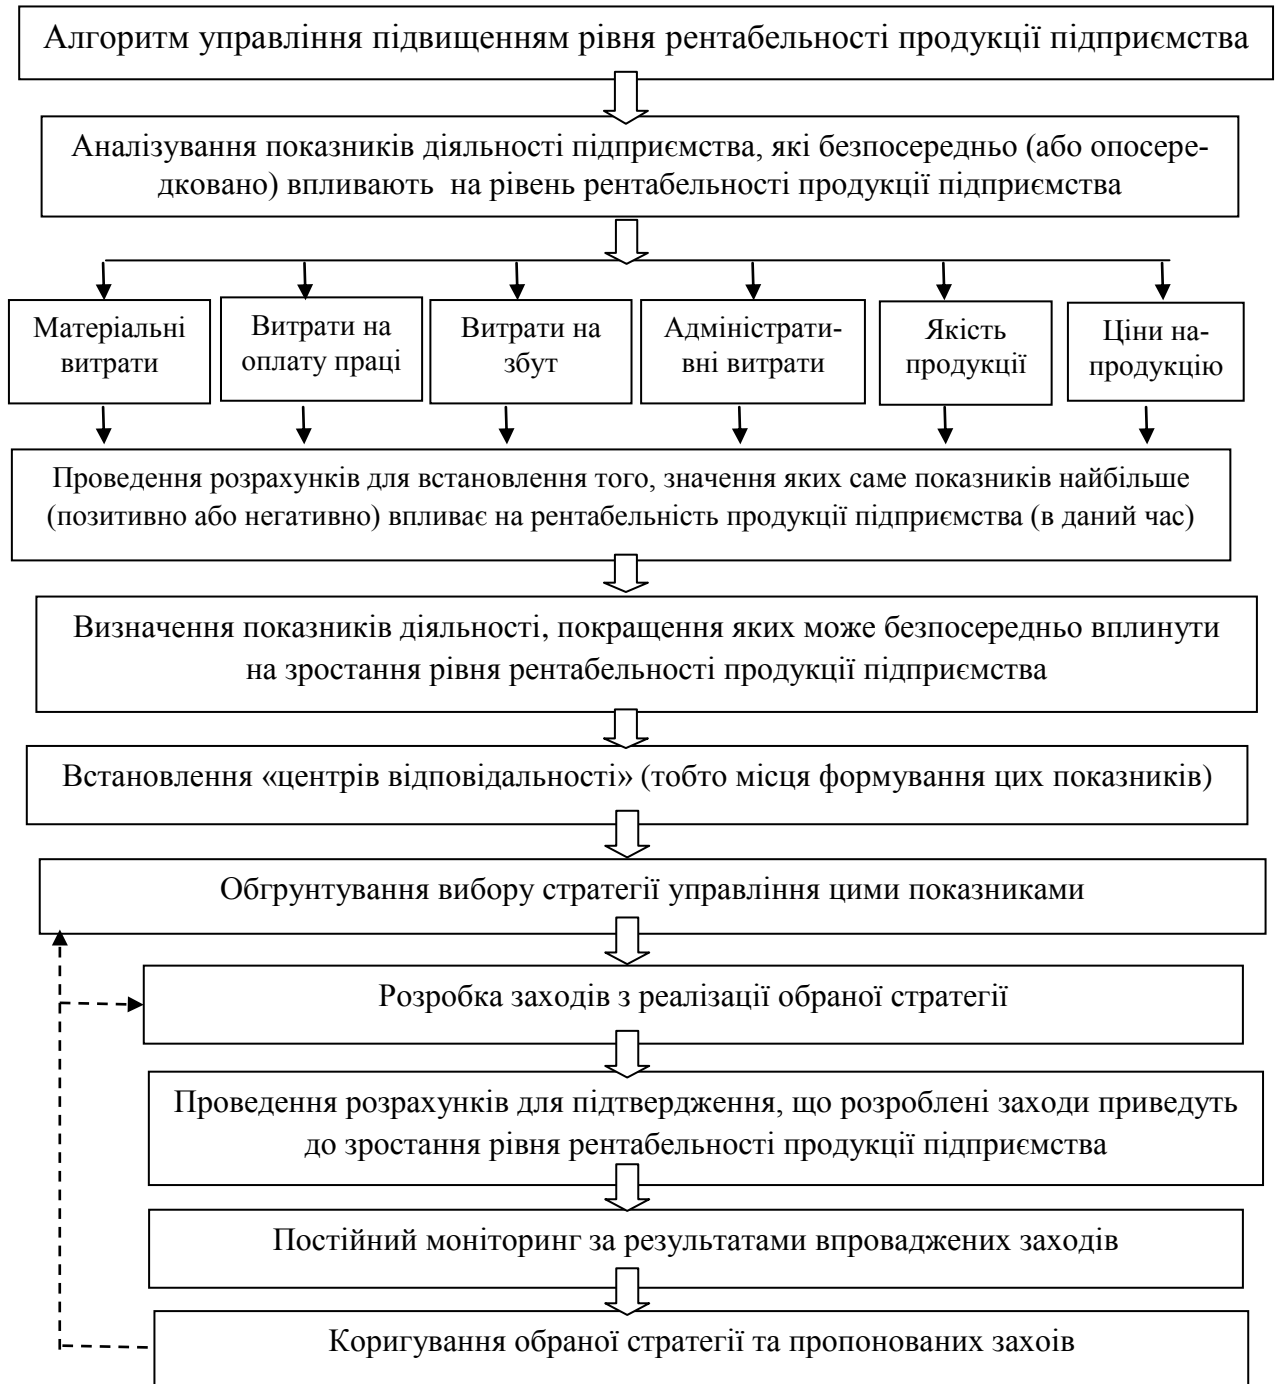 Алгоритм управління підвищенням рівня рентабельності продукції підприємства
Аналізування показників діяльності підприємства, які безпосередньо (або опосере-
дковано) впливають на рівень рентабельності продукції підприємства
Матеріальні
витрати
Витрати на
оплату праці
Витрати на
збут
Адміністрати-
вні витрати
Якість
продукції
Ціни на-
продукцію
Проведення розрахунків для встановлення того, значення яких саме показників найбільше
(позитивно або негативно) впливає на рентабельність продукції підприємства (в даний час)
Визначення показників діяльності, покращення яких може безпосередньо вплинути
на зростання рівня рентабельності продукції підприємства
Встановлення «центрів відповідальності» (тобто місця формування цих показників)
Обгрунтування вибору стратегії управління цими показниками
Розробка заходів з реалізації обраної стратегії
Проведення розрахунків для підтвердження, що розроблені заходи приведуть
до зростання рівня рентабельності продукції підприємства
Постійний моніторинг за результатами впроваджених заходів
Коригування обраної стратегії та пропонованих захоів